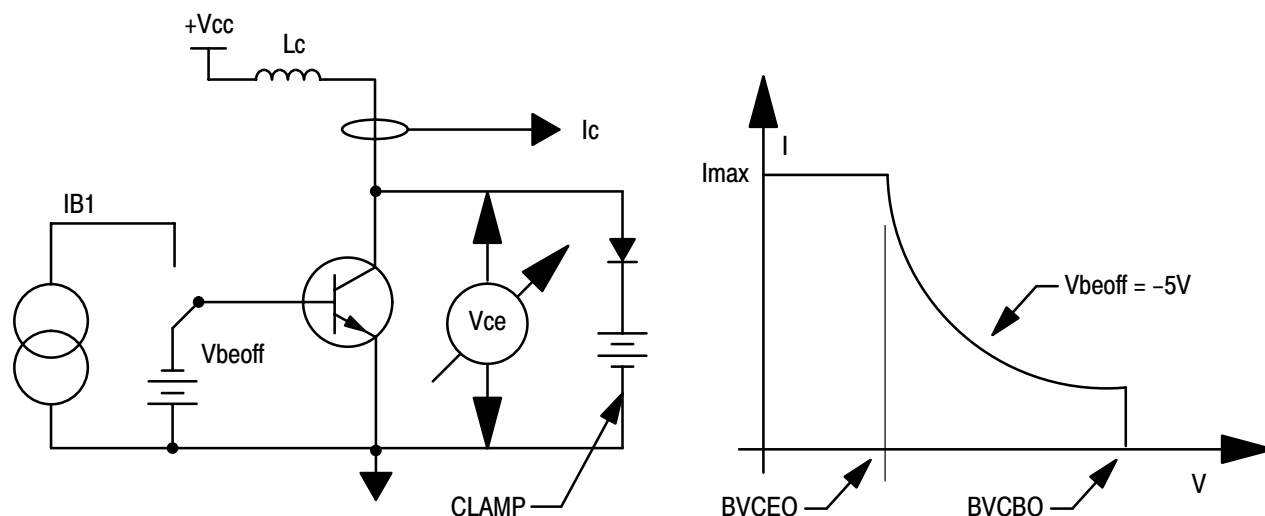 +Vcc
Lc
Ic
IB1
Vbeoff
Vce
CLAMP
I
Imax
Vbeoff = –5V
BVCEO
BVCBO
V